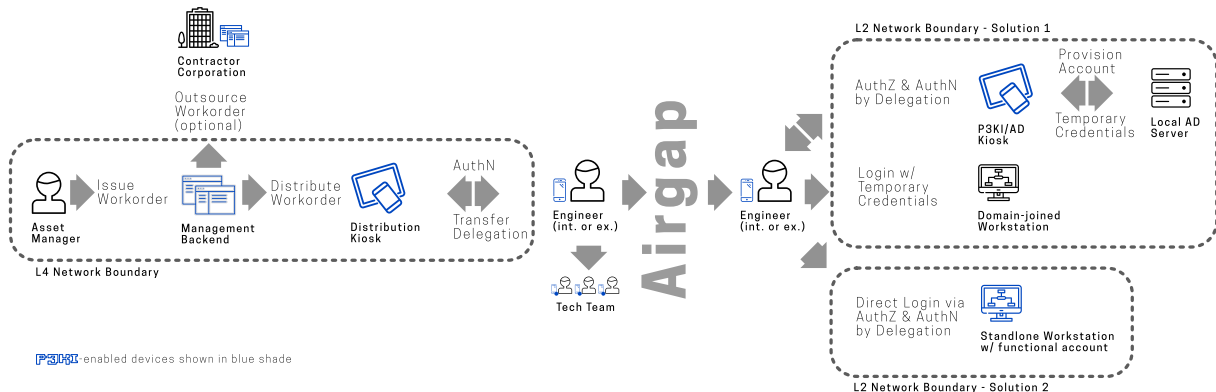 Contractor
Corporation
Outsource
Workorder
(optional)
Issue
Workorder
Asset
Manager
Management
Backend
Distribute
Workorder
Distribution
Kiosk
AuthN
Transfer
Delegation
L4 Network Boundary
Engineer
(int. or ex.)
Tech Team
Airgap
Engineer
(int. or ex.)
L2 Network Boundary - Solution 1
AuthZ & AuthN
by Delegation
P3KI/AD
Kiosk
Provision
Account
Temporary
Credentials
Local AD
Server
Login w/
Temporary
Credentials
Domain-joined
Workstation
Direct Login via
AuthZ & AuthN
by Delegation
Standlone Workstation
w/ functional account
L2 Network Boundary - Solution 2
P3KI-enabled devices shown in blue shade